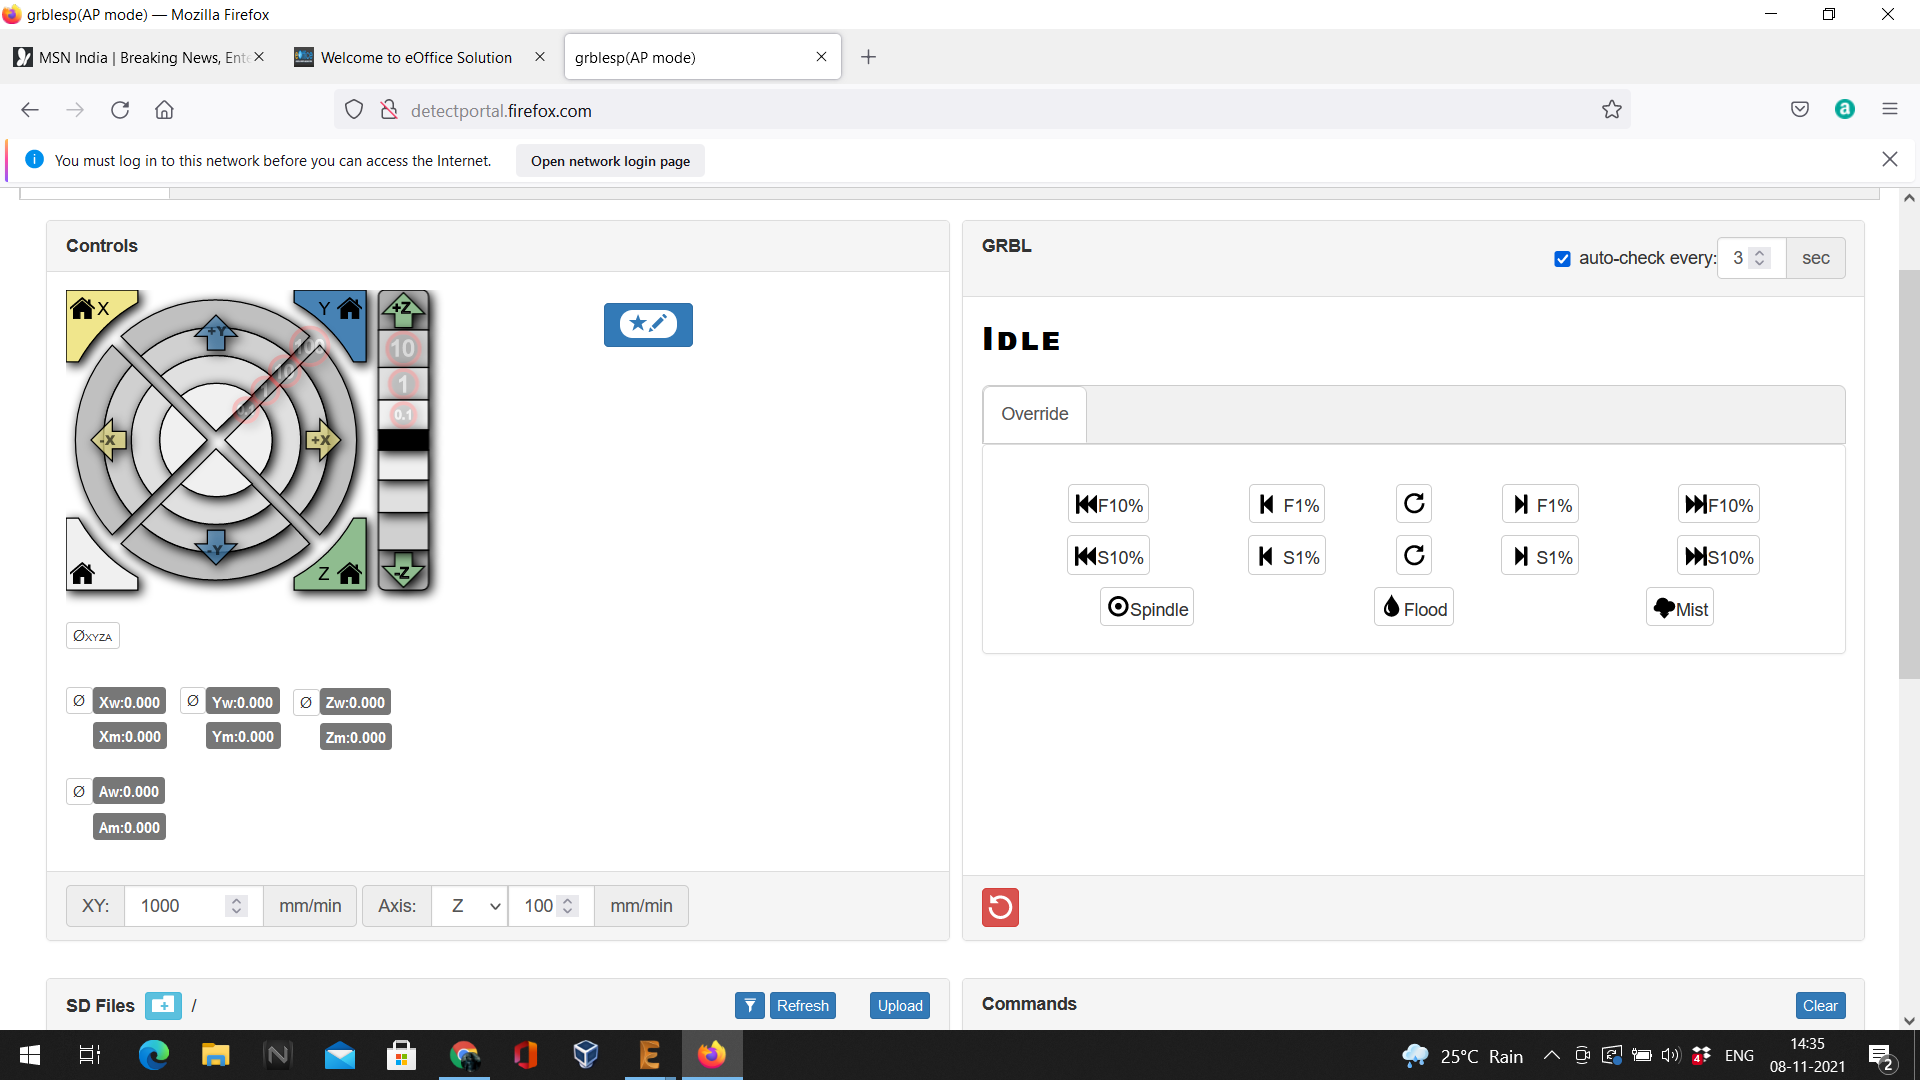 grblesp(AP mode) — Mozilla Firefox
MSN India | Breaking News, Ente
Welcome to eOffice Solution
grblesp(AP mode)
detectportal.firefox.com
You must log in to this network before you can access the Internet.
Open network login page
Controls
X
Y
+Y
-X
+X
-Y
Z
100
10
1
0.1
+Z
10
1
0.1
-Z
ØXYZA
Ø Xw:0.000 Ø Yw:0.000 Ø Zw:0.000
Xm:0.000 Ym:0.000 Zm:0.000
Ø Aw:0.000
Am:0.000
XY: 1000 mm/min Axis: Z 100 mm/min
GRBL
auto-check every: 3 sec
Idle
Override
F10% F1% F1% F10%
S10% S1% S1% S10%
Spindle Flood Mist
SD Files / Refresh Upload
Commands Clear
25°C Rain
4
ENG
14:35
08-11-2021
2